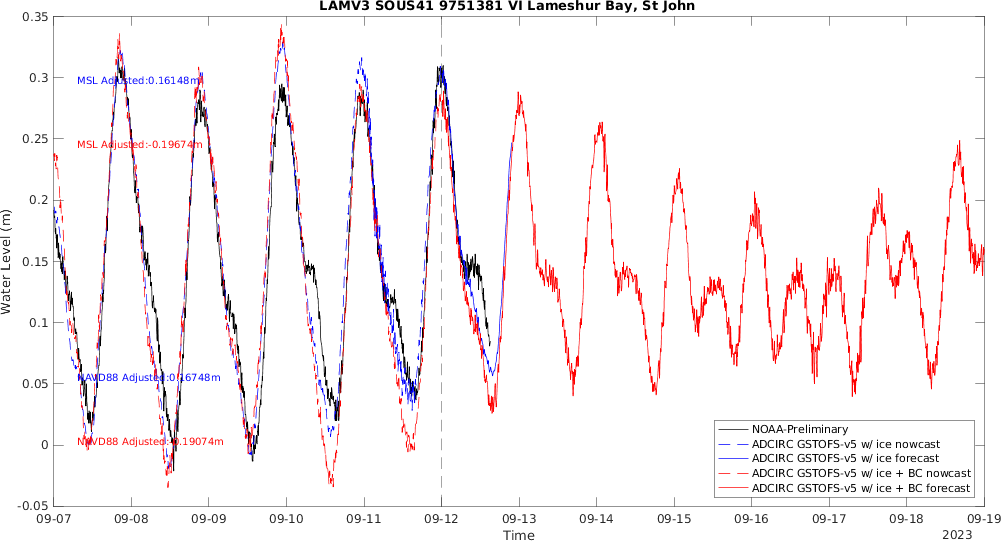 LAMV3 SOUS41 9751381 VI Lameshur Bay, St John
0.35
0.3
0.25
0.2
0.15
0.1
0.05
0
-0.05
Water Level (m)
MSL Adjusted:0.16148m
MSL Adjusted:-0.19674m
NAVD88 Adjusted:0.16748m
NAVD88 Adjusted:-0.19074m
NOAA-Preliminary
ADCIRC GSTOFS-v5 w/ ice nowcast
ADCIRC GSTOFS-v5 w/ ice forecast
ADCIRC GSTOFS-v5 w/ ice + BC nowcast
ADCIRC GSTOFS-v5 w/ ice + BC forecast
09-07 09-08 09-09 09-10 09-11 09-12 09-13 09-14 09-15 09-16 09-17 09-18 09-19
Time
2023